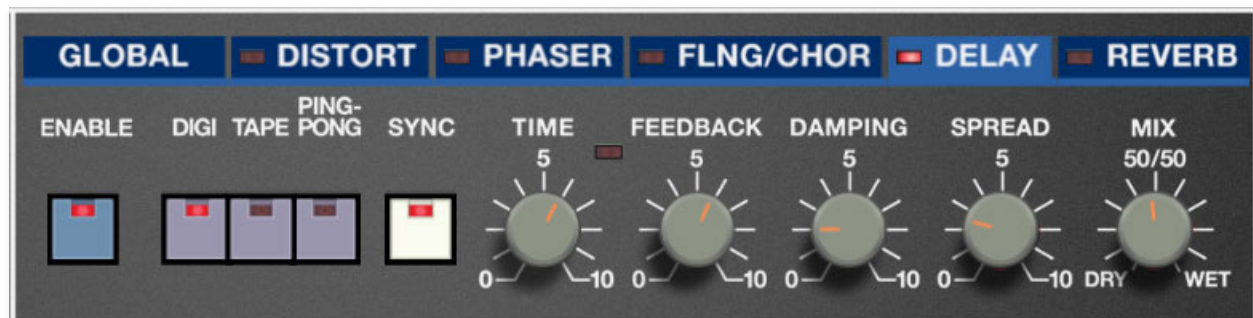 GLOBAL DISTORT PHASER FLNG/CHOR DELAY REVERB
ENABLE DIGI TAPE PING-PONG SYNC TIME FEEDBACK DAMPING SPREAD MIX
5 5 5 5 50/50
0 10 0 10 0 10 0 10 DRY WET